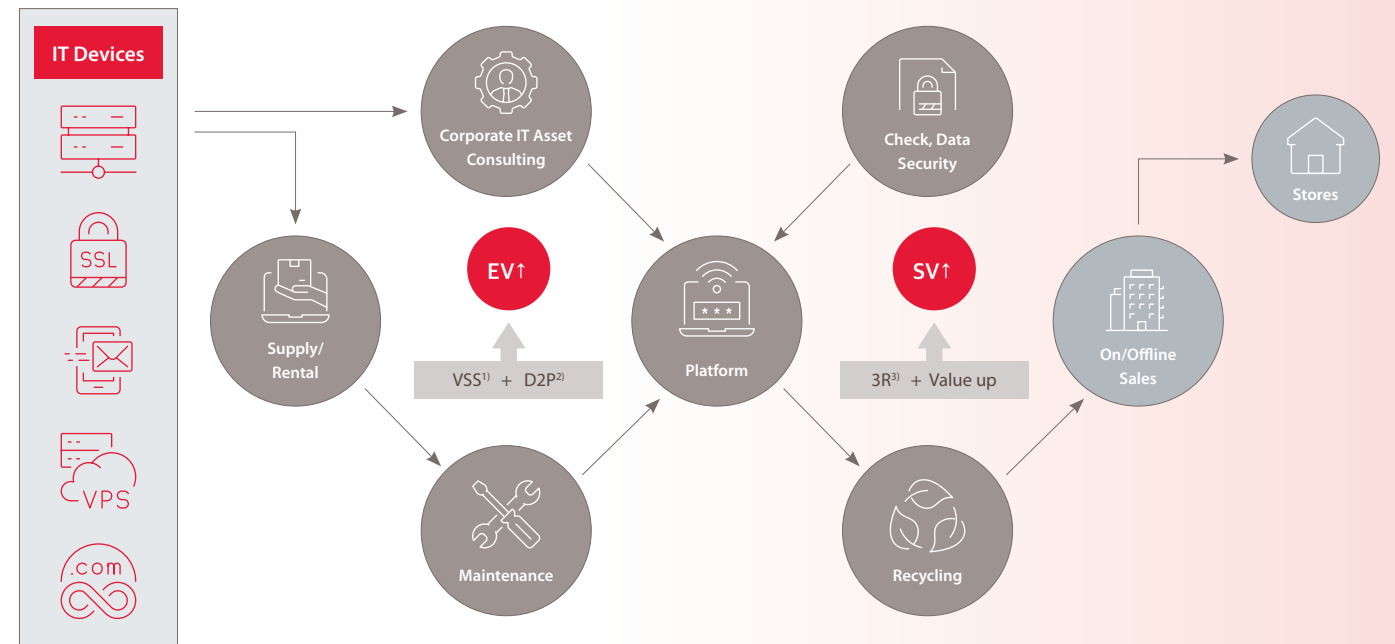 IT Devices
SSL
VPS
.com
Corporate IT Asset
Consulting
Supply/
Rental
EV↑
VSS1) + D2P2)
Maintenance
* * *
Platform
Check, Data
Security
SV↑
3R3) + Value up
Recycling
On/Offline
Sales
Stores